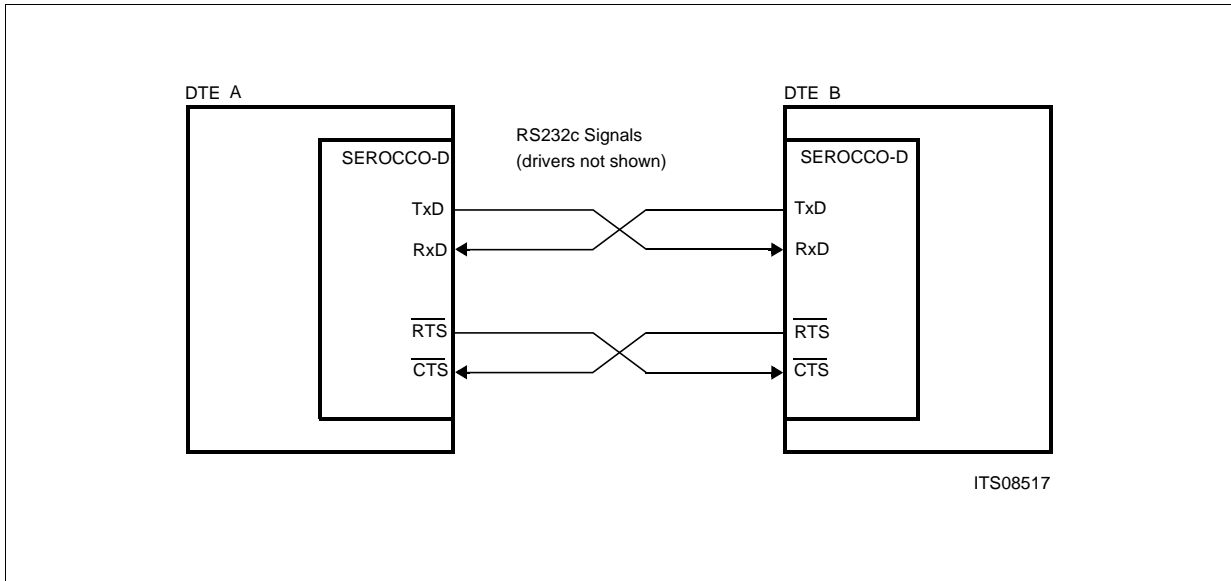 DTE A
DTE B
RS232c Signals
(drivers not shown)
SEROCCO-D
SEROCCO-D
TxD
TxD
RxD
RxD
RTS
RTS
CTS
CTS
ITS08517